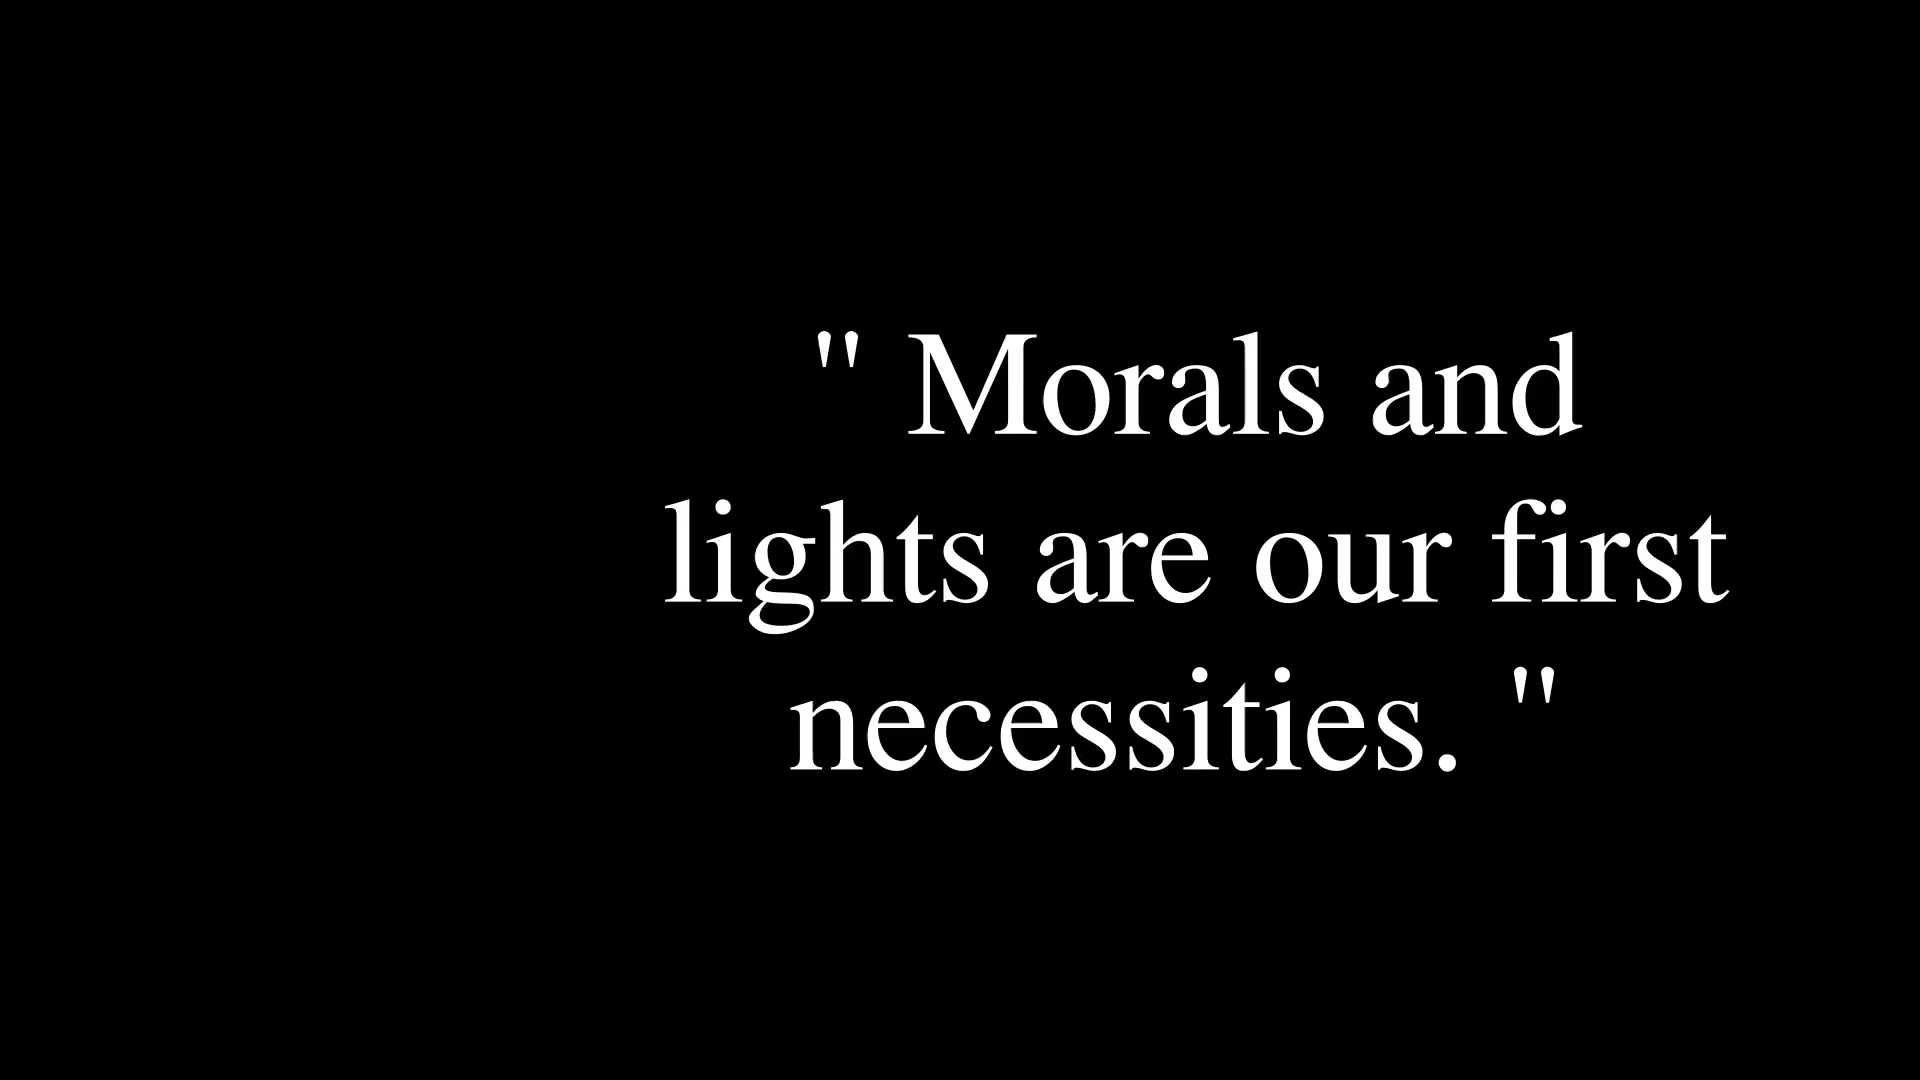 " Morals and
lights are our first
necessities. "